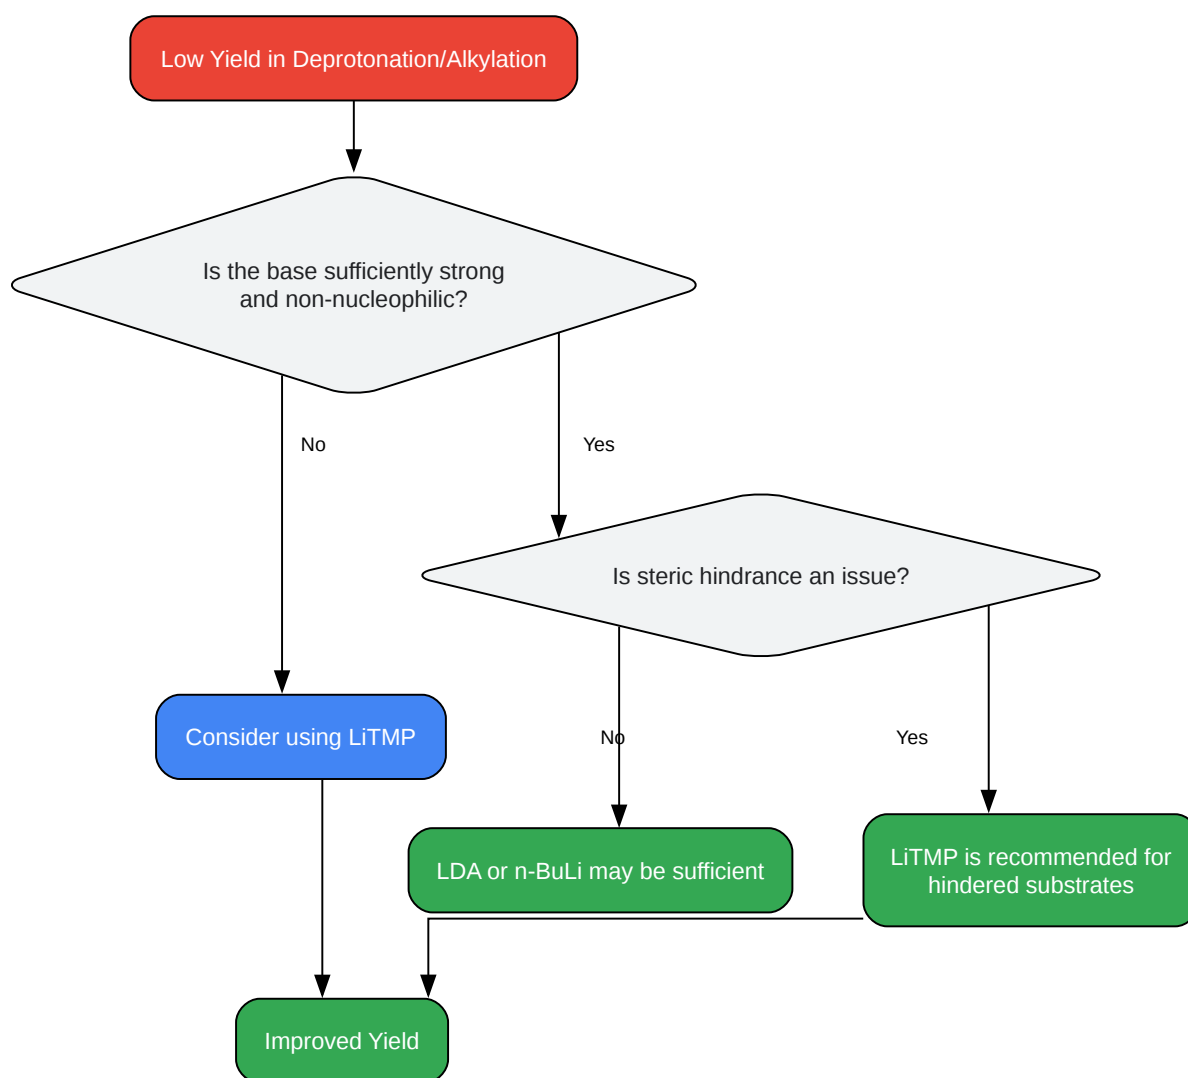 Low Yield in Deprotonation/Alkylation
Is the base sufficiently strong
and non-nucleophilic?
No
Yes
Is steric hindrance an issue?
Consider using LiTMP
No
Yes
LDA or n-BuLi may be sufficient
LiTMP is recommended for
hindered substrates
Improved Yield